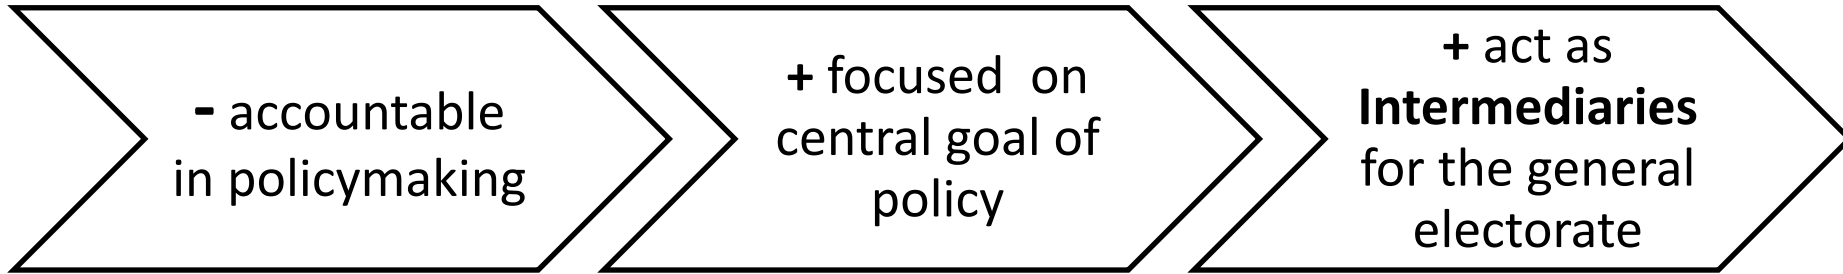 - accountable
in policymaking
+ focused  on
central goal of
policy
+ act as
Intermediaries
for the general
electorate